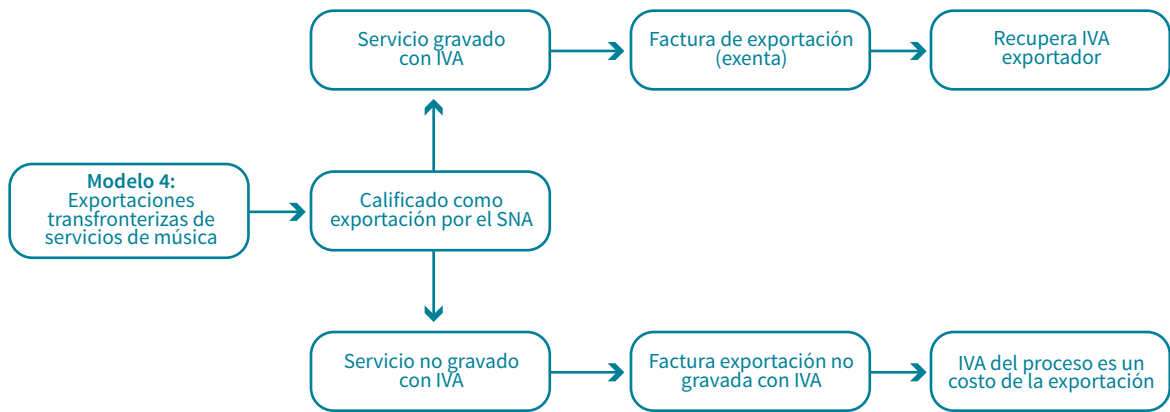 Servicio gravado
con IVA
Factura de exportación
(exenta)
Recupera IVA
exportador
Modelo 4:
Exportaciones
transfronterizas de
servicios de música
Calificado como
exportación por el SNA
Servicio no gravado
con IVA
Factura exportación no
gravada con IVA
IVA del proceso es un
costo de la exportación